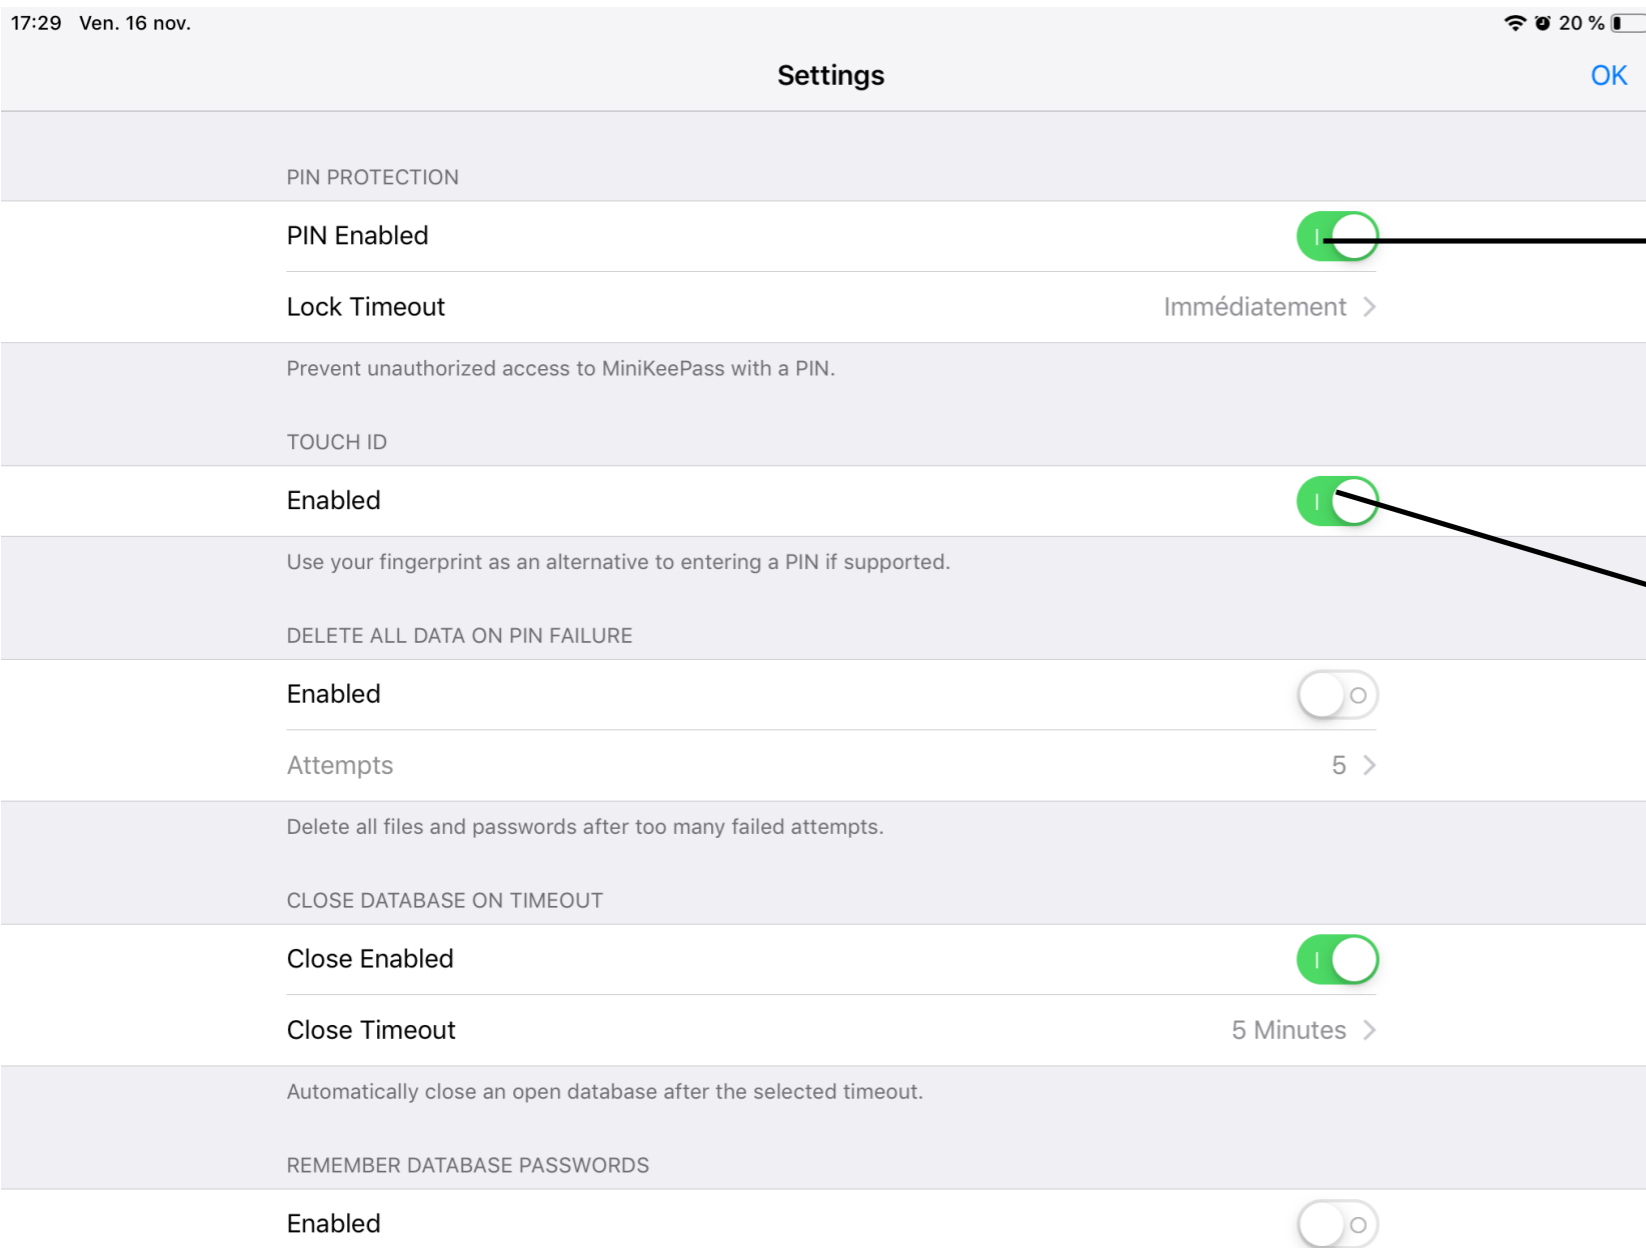 17:29 Ven. 16 nov. 20 %
Settings OK
PIN PROTECTION
PIN Enabled
Lock Timeout Immédiatement
Prevent unauthorized access to MiniKeePass with a PIN.
TOUCH ID
Enabled
Use your fingerprint as an alternative to entering a PIN if supported.
DELETE ALL DATA ON PIN FAILURE
Enabled
Attempts 5
Delete all files and passwords after too many failed attempts.
CLOSE DATABASE ON TIMEOUT
Close Enabled
Close Timeout 5 Minutes
Automatically close an open database after the selected timeout.
REMEMBER DATABASE PASSWORDS
Enabled